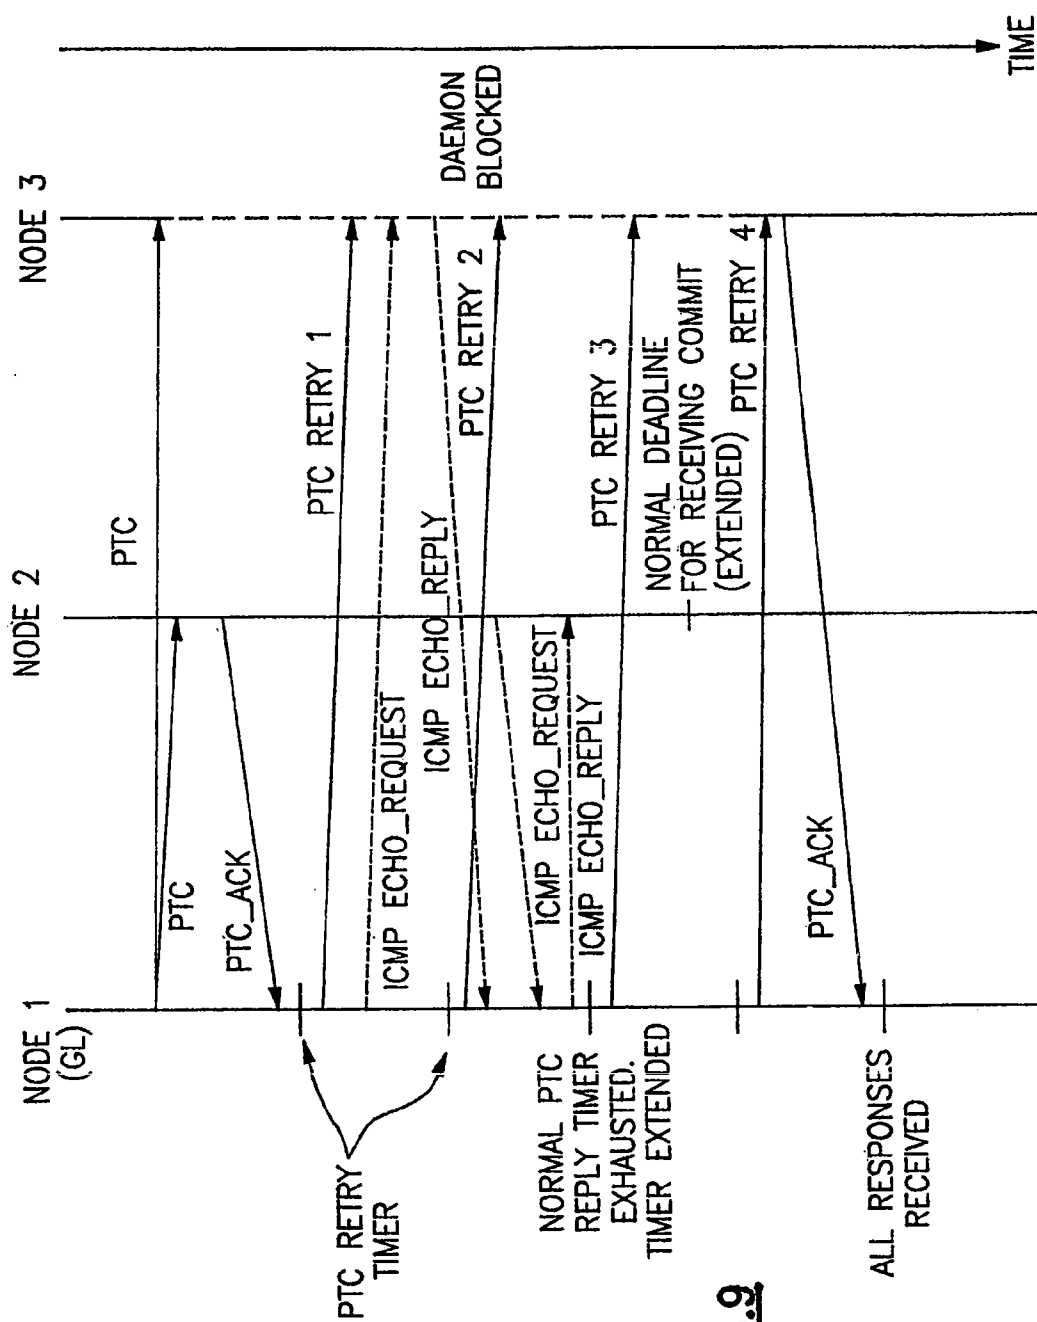 NODE 1
(GL)
NODE 2
NODE 3
PTC
PTC
PTC_ACK
PTC RETRY
TIMER
PTC RETRY 1
ICMP ECHO_REQUEST
ICMP ECHO_REPLY
DAEMON
BLOCKED
PTC RETRY 2
ICMP ECHO_REQUEST
ICMP ECHO_REPLY
NORMAL PTC
REPLY TIMER
EXHAUSTED.
TIMER EXTENDED
PTC RETRY 3
NORMAL DEADLINE
FOR RECEIVING COMMIT
(EXTENDED)
PTC RETRY 4
PTC_ACK
ALL RESPONSES
RECEIVED
TIME
.9